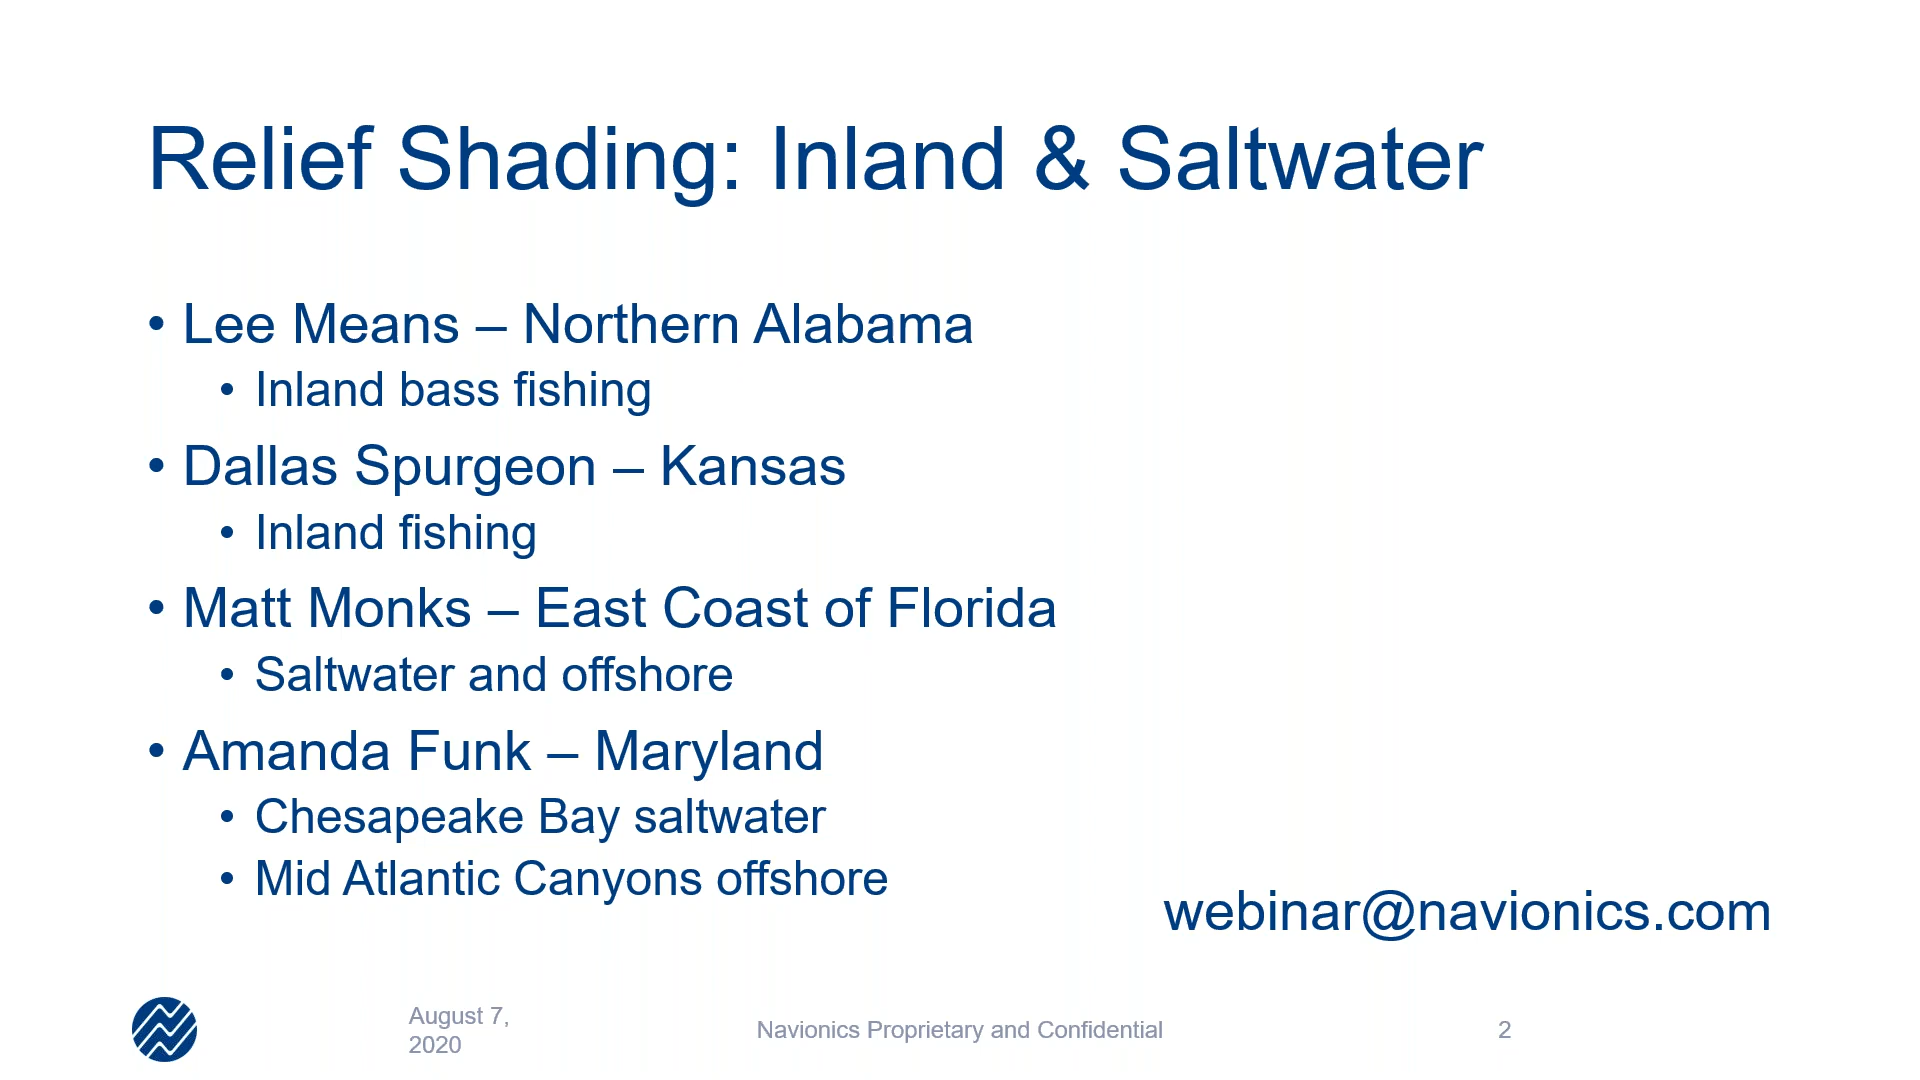 Relief Shading: Inland & Saltwater
• Lee Means – Northern Alabama
• Inland bass fishing
• Dallas Spurgeon – Kansas
• Inland fishing
• Matt Monks – East Coast of Florida
• Saltwater and offshore
• Amanda Funk – Maryland
• Chesapeake Bay saltwater
• Mid Atlantic Canyons offshore
webinar@navionics.com
August 7,
2020
Navionics Proprietary and Confidential
2